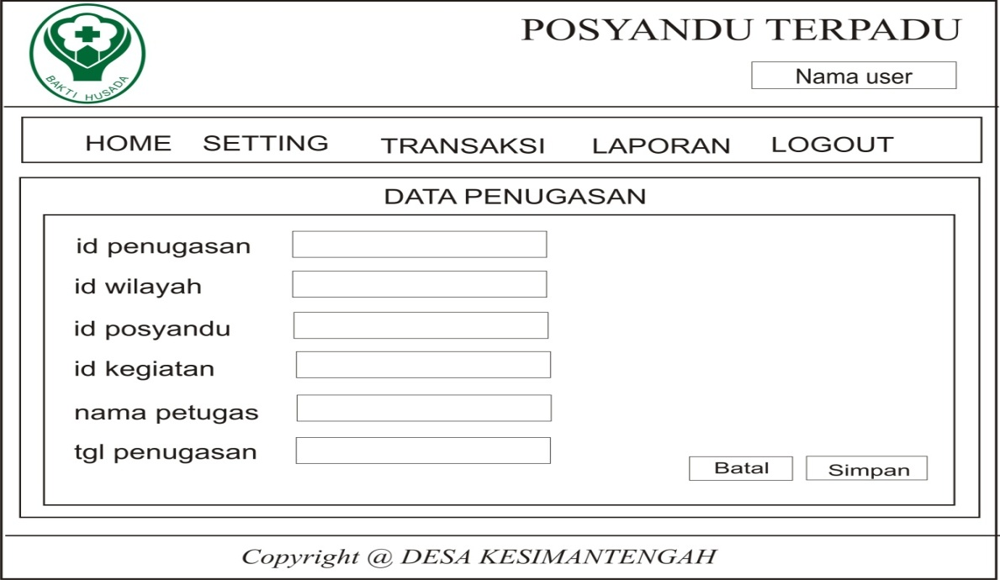 BAKTI HUSADA
POSYANDU TERPADU
Nama user
HOME SETTING TRANSAKSI LAPORAN LOGOUT
DATA PENUGASAN
id penugasan
id wilayah
id posyandu
id kegiatan
nama petugas
tgl penugasan
Batal Simpan
Copyright @ DESA KESIMANTENGAH